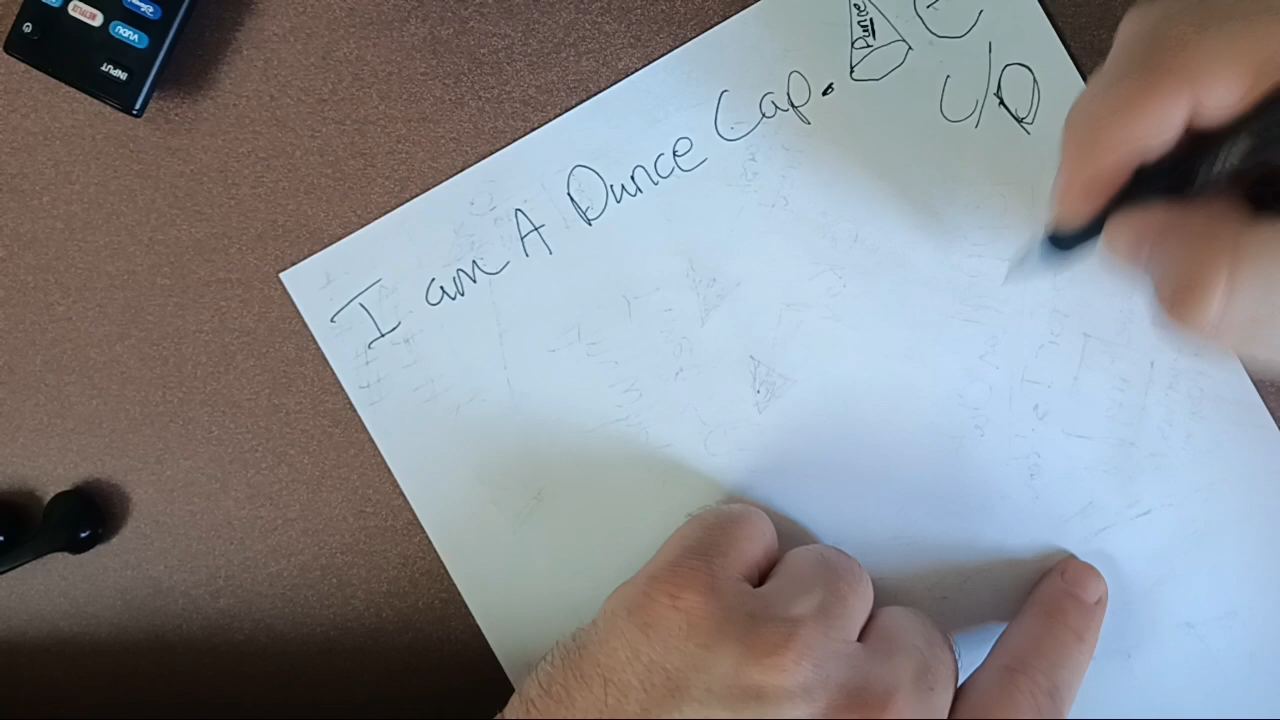 I am A Dunce Cap.
Dunce
C/D
NETFLIX
VUDU
INPUT